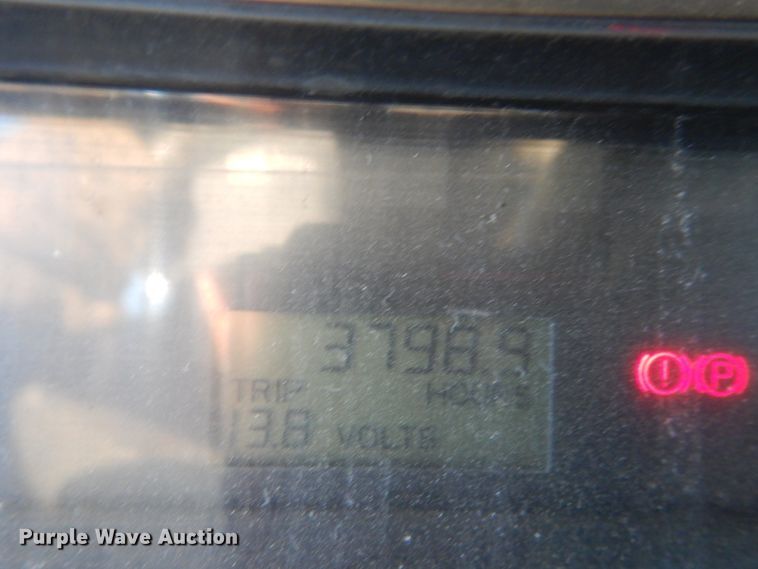 3798.9
TRIP HOURS
13.8 VOLTS
! P
Purple Wave Auction